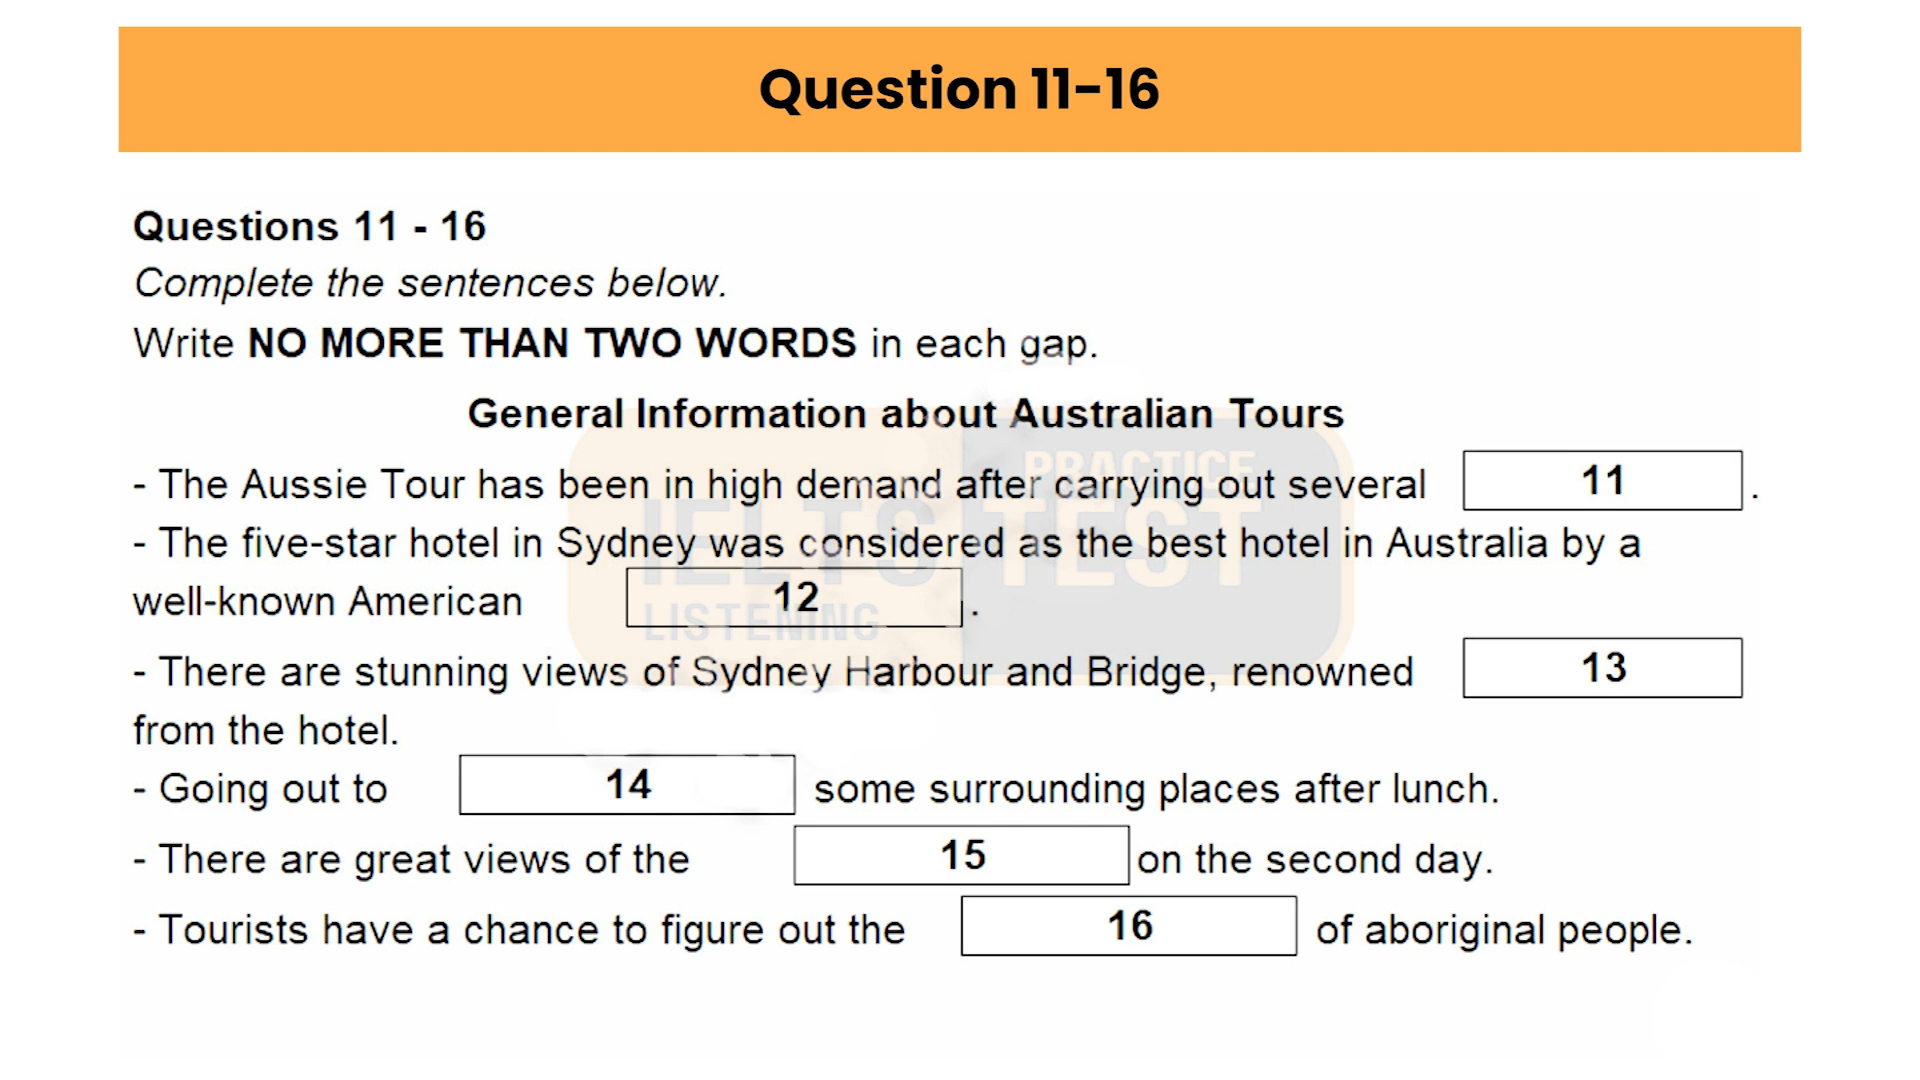 Question 11-16
Questions 11 - 16
Complete the sentences below.
Write NO MORE THAN TWO WORDS in each gap.
General Information about Australian Tours
- The Aussie Tour has been in high demand after carrying out several 11 .
- The five-star hotel in Sydney was considered as the best hotel in Australia by a
well-known American 12 .
- There are stunning views of Sydney Harbour and Bridge, renowned 13
from the hotel.
- Going out to 14 some surrounding places after lunch.
- There are great views of the 15 on the second day.
- Tourists have a chance to figure out the 16 of aboriginal people.
PRACTICE
IELTS TEST
LISTENING